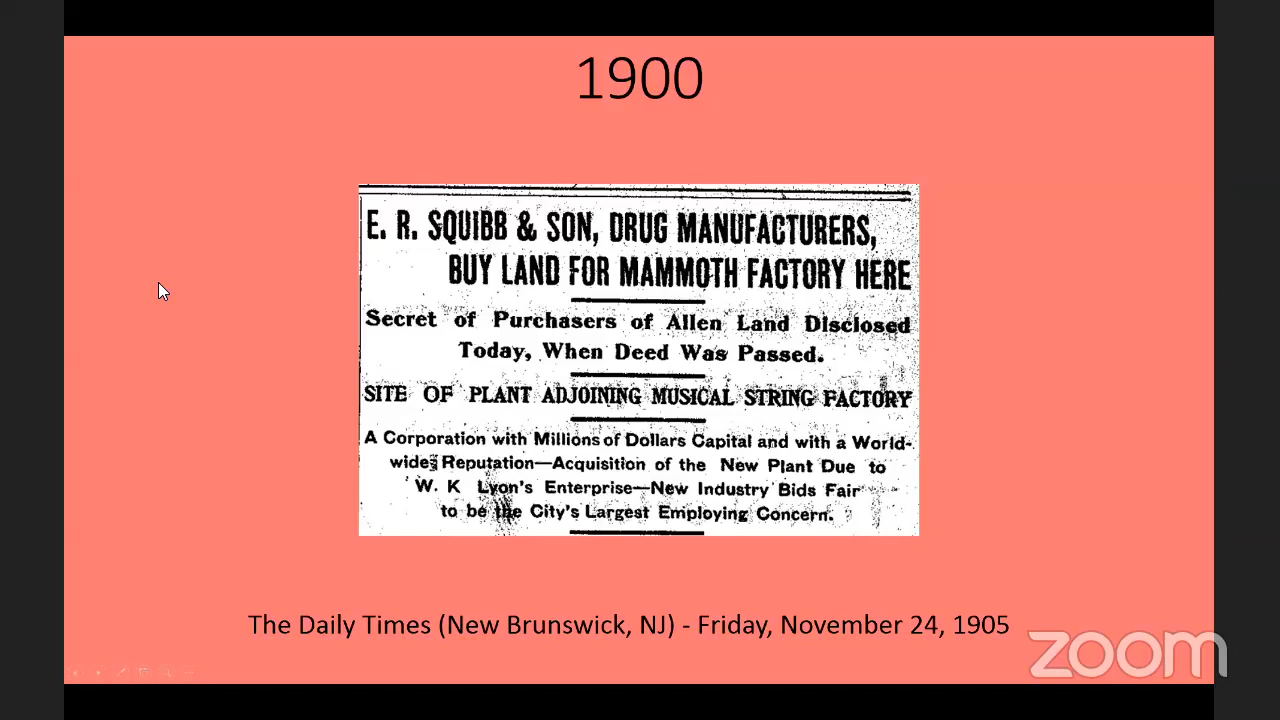 1900
E. R. SQUIBB & SON, DRUG MANUFACTURERS,
BUY LAND FOR MAMMOTH FACTORY HERE
Secret of Purchasers of Allen Land Disclosed
Today, When Deed Was Passed.
SITE OF PLANT ADJOINING MUSICAL STRING FACTORY
A Corporation with Millions of Dollars Capital and with a World-
wide Reputation—Acquisition of the New Plant Due to
W. K Lyon's Enterprise—New Industry Bids Fair
to be the City's Largest Employing Concern.
The Daily Times (New Brunswick, NJ) - Friday, November 24, 1905
zoom